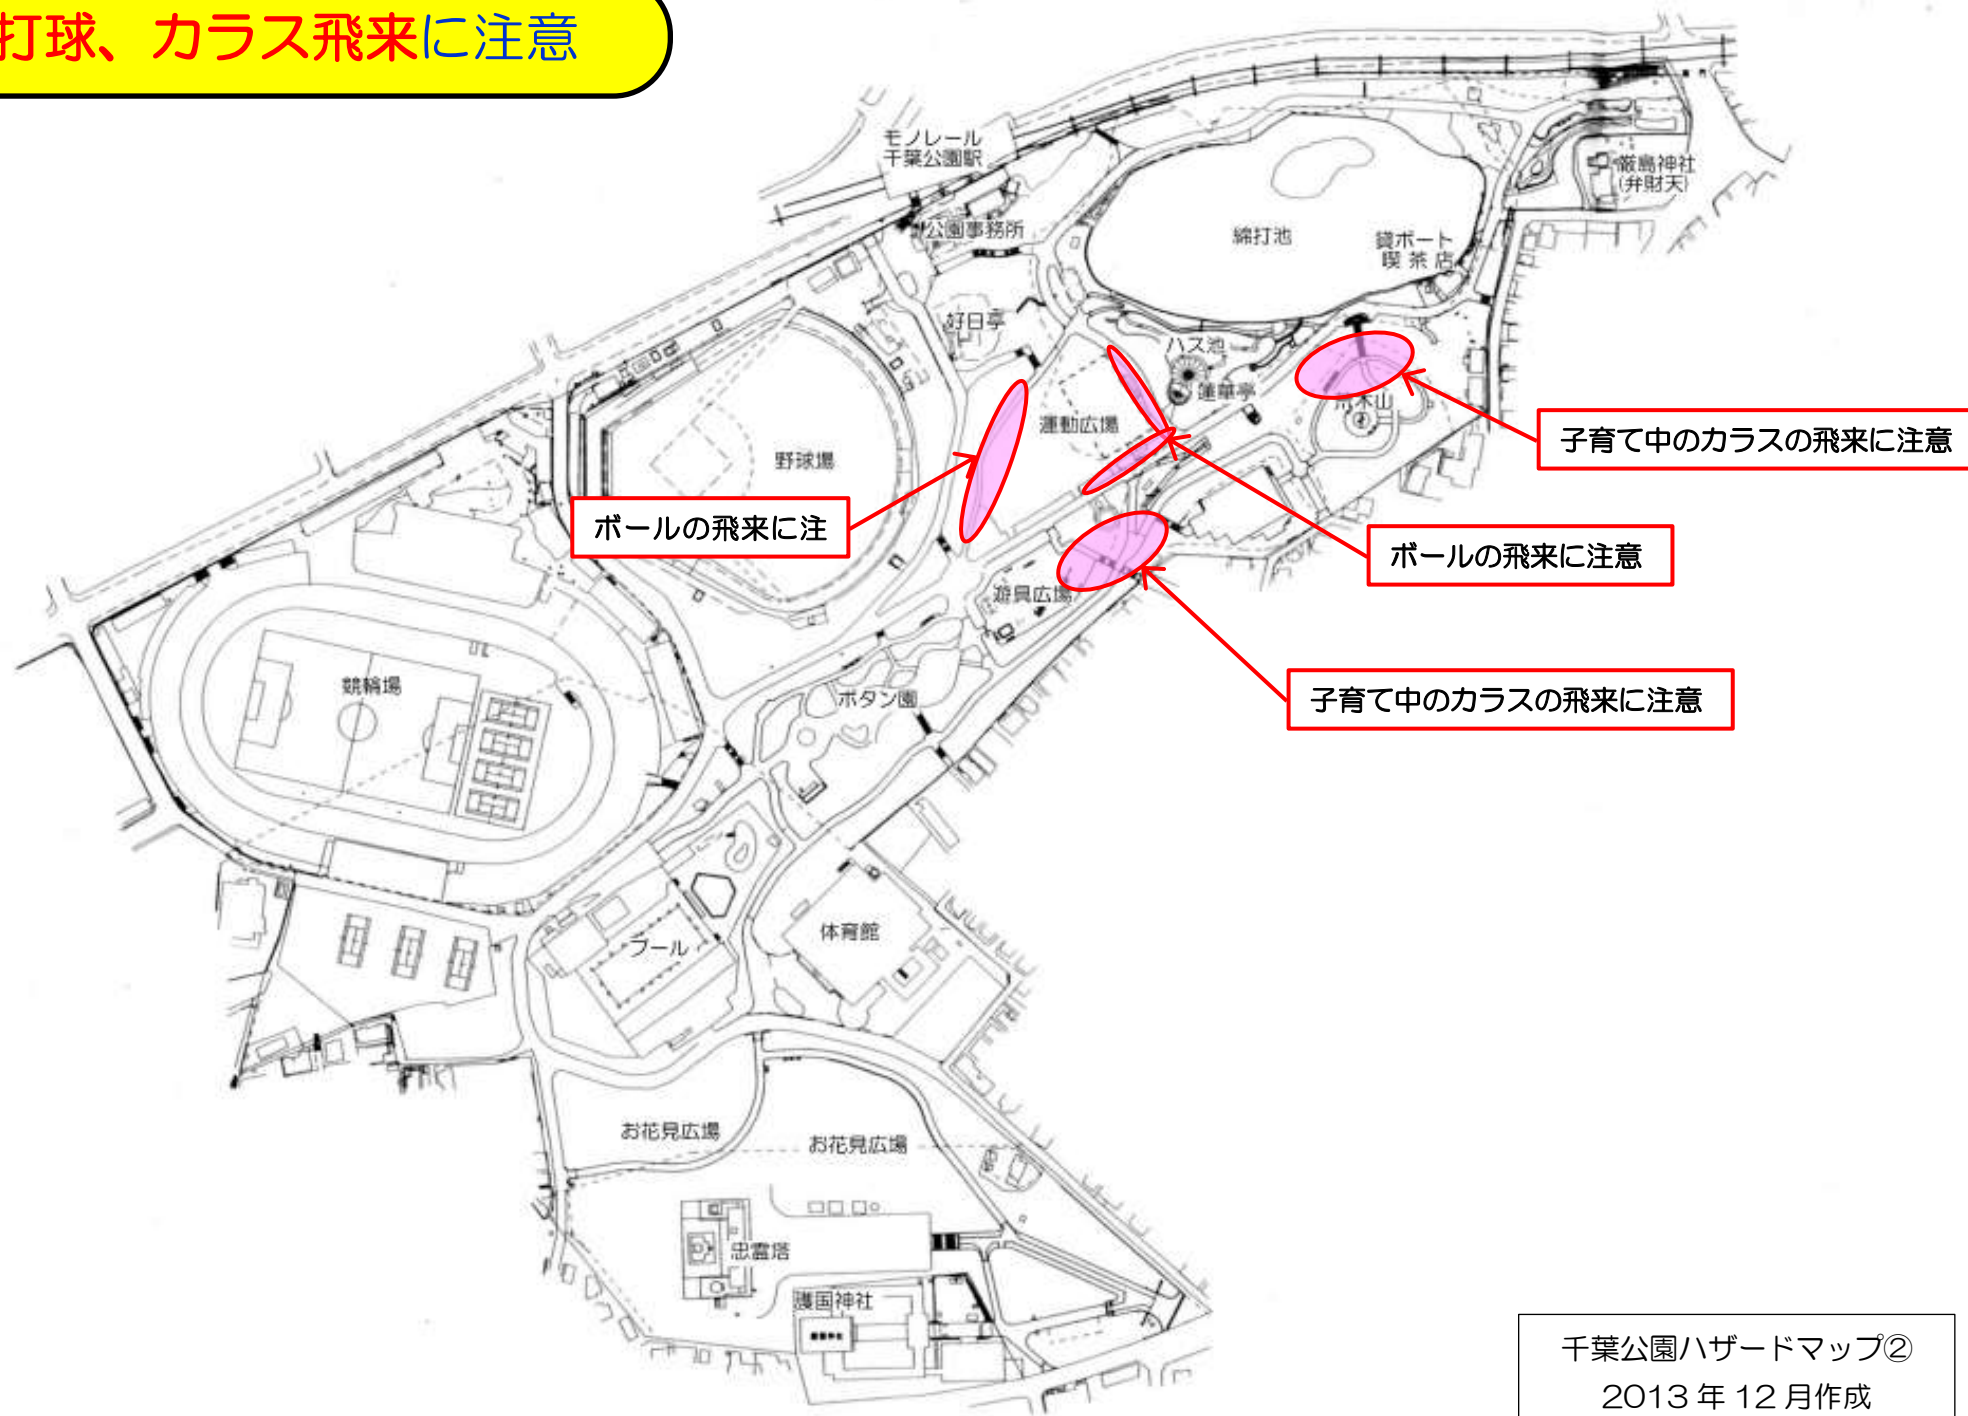 打球、カラス飛来に注意
モノレール
千葉公園駅
厳島神社
(弁財天)
公園事務所
綿打池
貸ボート
喫茶店
好日亭
ハス池
蓮華亭
荒木山
運動広場
野球場
子育て中のカラスの飛来に注意
ボールの飛来に注
ボールの飛来に注意
遊具広場
子育て中のカラスの飛来に注意
競輪場
ボタン園
体育館
プール
お花見広場
お花見広場
忠霊塔
護国神社
千葉公園ハザードマップ②
2013年12月作成